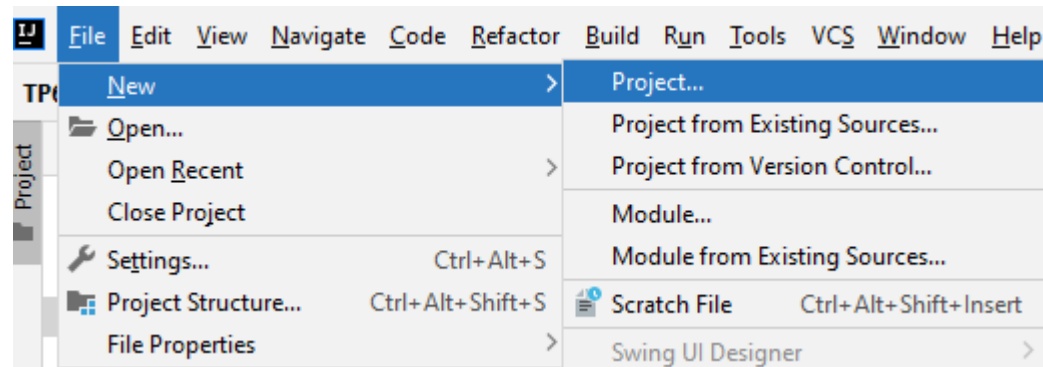 IJ
File Edit View Navigate Code Refactor Build Run Tools VCS Window Help
TP6
Project
New
Open...
Open Recent
Close Project
Settings... Ctrl+Alt+S
Project Structure... Ctrl+Alt+Shift+S
File Properties
Project...
Project from Existing Sources...
Project from Version Control...
Module...
Module from Existing Sources...
Scratch File Ctrl+Alt+Shift+Insert
Swing UI Designer